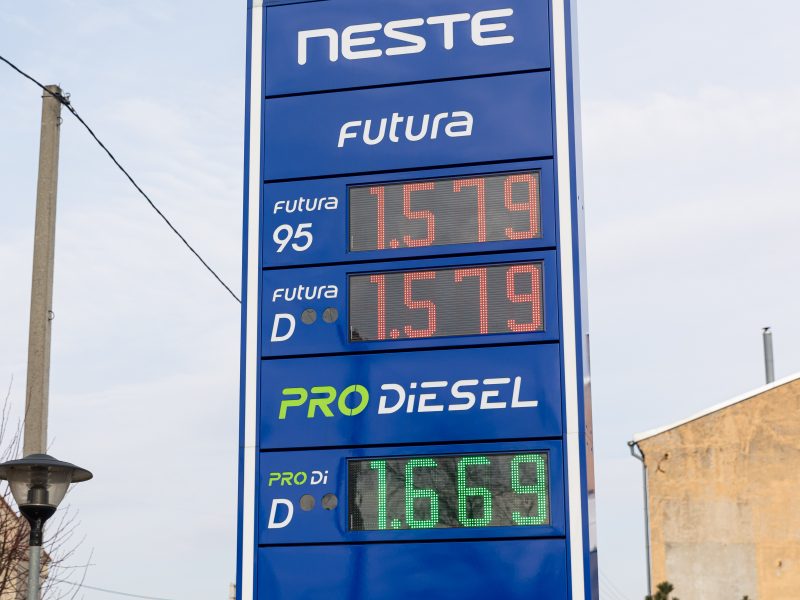 NESTE
Futura
Futura
95
1.579
Futura
D
1.579
PRO DiESEL
PRO Di
D
1.669